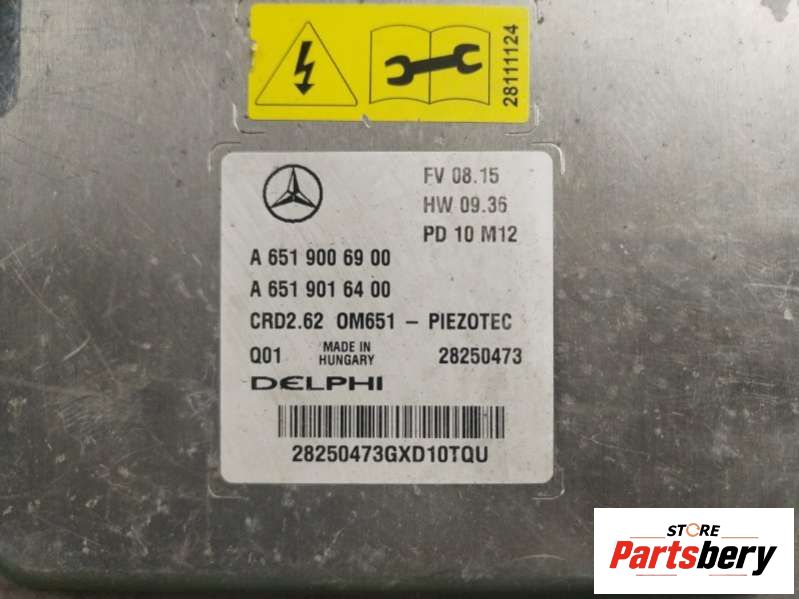 28111124
FV 08.15
HW 09.36
PD 10 M12
A 651 900 69 00
A 651 901 64 00
CRD2.62 OM651 - PIEZOTEC
Q01 MADE IN HUNGARY 28250473
DELPHI
28250473GXD10TQU
STORE
Partsbery